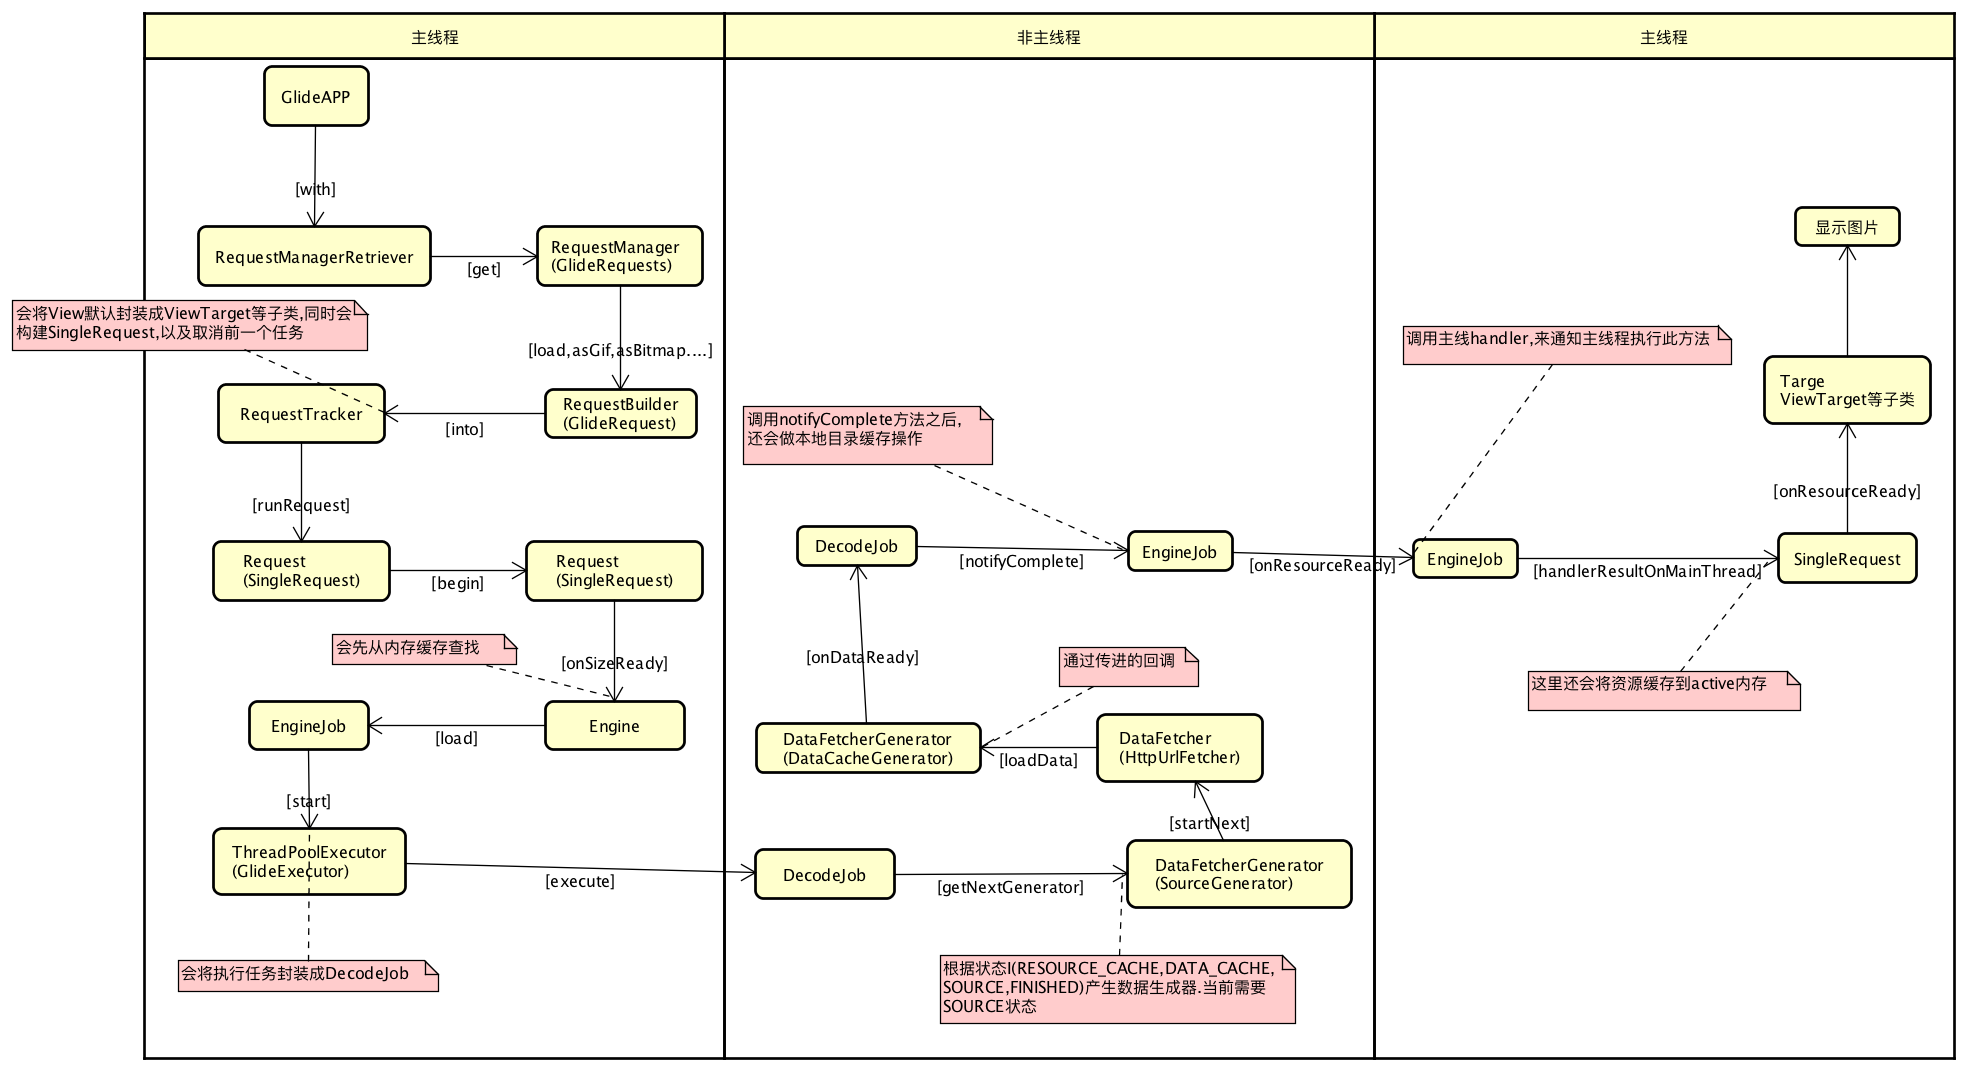 主线程
非主线程
主线程
GlideAPP
[with]
RequestManagerRetriever
[get]
RequestManager
(GlideRequests)
会将View默认封装成ViewTarget等子类,同时会
构建SingleRequest,以及取消前一个任务
[load,asGif,asBitmap....]
RequestTracker
[into]
RequestBuilder
(GlideRequest)
[runRequest]
Request
(SingleRequest)
[begin]
Request
(SingleRequest)
会先从内存缓存查找
[onSizeReady]
EngineJob
[load]
Engine
[start]
ThreadPoolExecutor
(GlideExecutor)
[execute]
会将执行任务封装成DecodeJob
调用notifyComplete方法之后,
还会做本地目录缓存操作
DecodeJob
[notifyComplete]
EngineJob
[onResourceReady]
[onDataReady]
通过传进的回调
DataFetcherGenerator
(DataCacheGenerator)
[loadData]
DataFetcher
(HttpUrlFetcher)
[startNext]
DecodeJob
[getNextGenerator]
DataFetcherGenerator
(SourceGenerator)
根据状态I(RESOURCE_CACHE,DATA_CACHE,
SOURCE,FINISHED)产生数据生成器.当前需要
SOURCE状态
显示图片
调用主线handler,来通知主线程执行此方法
Targe
ViewTarget等子类
[onResourceReady]
EngineJob
[handlerResultOnMainThread]
SingleRequest
这里还会将资源缓存到active内存